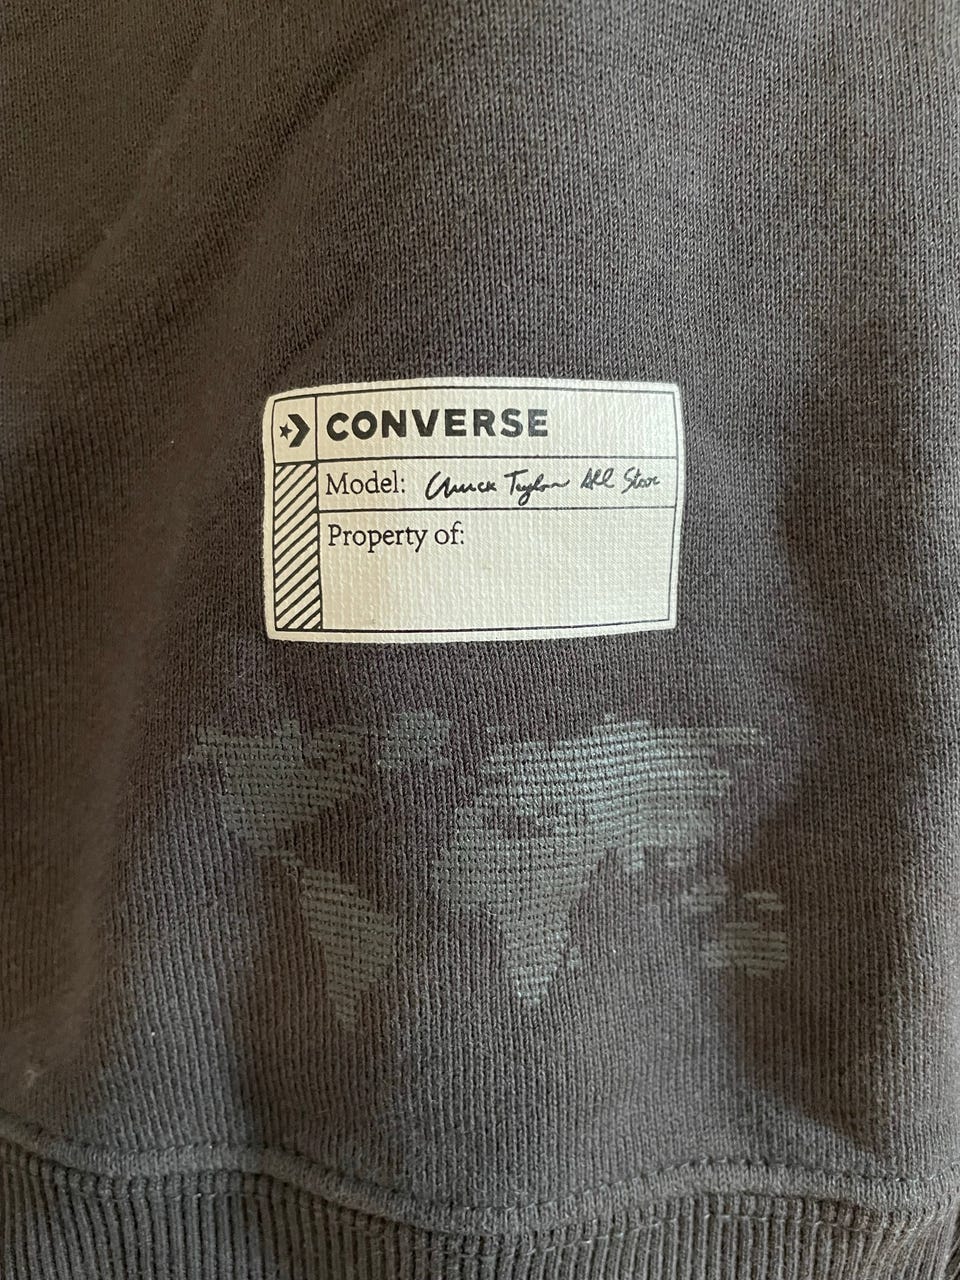 CONVERSE
Model: Chuck Taylor All Star
Property of: